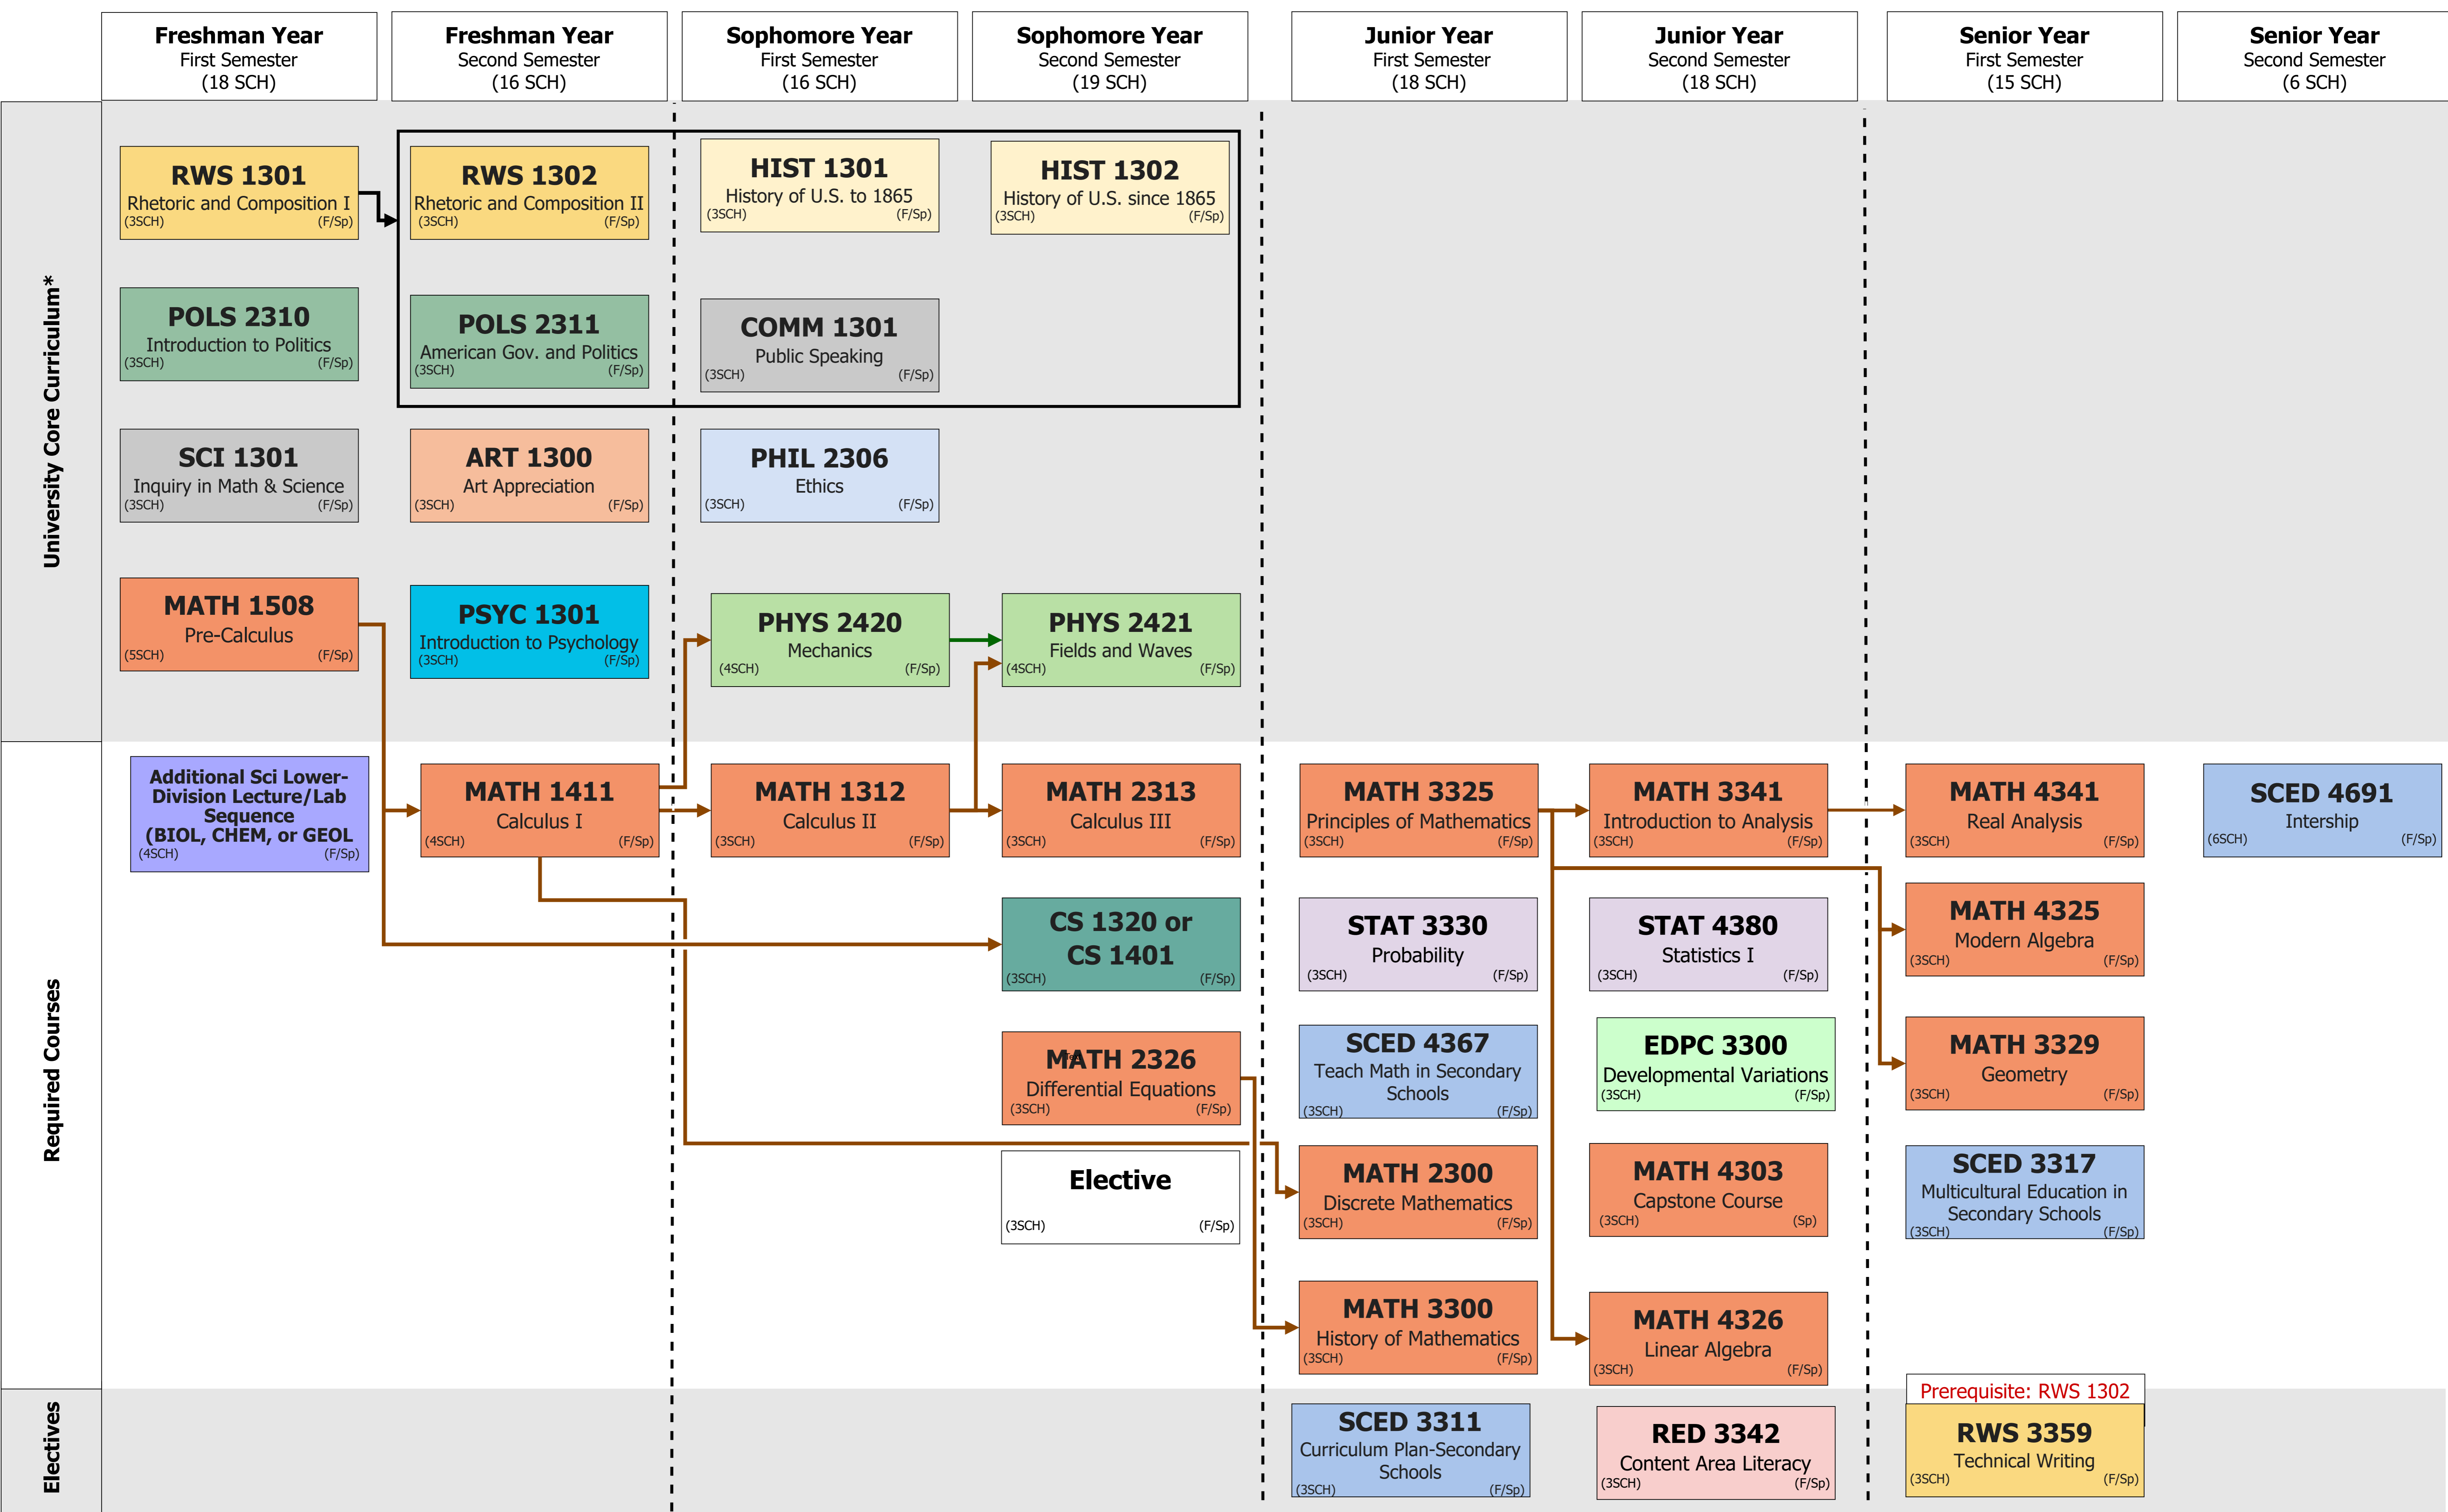 Freshman Year
First Semester
(18 SCH)
Freshman Year
Second Semester
(16 SCH)
Sophomore Year
First Semester
(16 SCH)
Sophomore Year
Second Semester
(19 SCH)
Junior Year
First Semester
(18 SCH)
Junior Year
Second Semester
(18 SCH)
Senior Year
First Semester
(15 SCH)
Senior Year
Second Semester
(6 SCH)
University Core Curriculum*
RWS 1301
Rhetoric and Composition I
(3SCH) (F/Sp)
RWS 1302
Rhetoric and Composition II
(3SCH) (F/Sp)
HIST 1301
History of U.S. to 1865
(3SCH) (F/Sp)
HIST 1302
History of U.S. since 1865
(3SCH) (F/Sp)
POLS 2310
Introduction to Politics
(3SCH) (F/Sp)
POLS 2311
American Gov. and Politics
(3SCH) (F/Sp)
COMM 1301
Public Speaking
(3SCH) (F/Sp)
SCI 1301
Inquiry in Math & Science
(3SCH) (F/Sp)
ART 1300
Art Appreciation
(3SCH) (F/Sp)
PHIL 2306
Ethics
(3SCH) (F/Sp)
MATH 1508
Pre-Calculus
(5SCH) (F/Sp)
PSYC 1301
Introduction to Psychology
(3SCH) (F/Sp)
PHYS 2420
Mechanics
(4SCH) (F/Sp)
PHYS 2421
Fields and Waves
(4SCH) (F/Sp)
Required Courses
Additional Sci Lower-
Division Lecture/Lab
Sequence
(BIOL, CHEM, or GEOL
(4SCH) (F/Sp)
MATH 1411
Calculus I
(4SCH) (F/Sp)
MATH 1312
Calculus II
(3SCH) (F/Sp)
MATH 2313
Calculus III
(3SCH) (F/Sp)
MATH 3325
Principles of Mathematics
(3SCH) (F/Sp)
MATH 3341
Introduction to Analysis
(3SCH) (F/Sp)
MATH 4341
Real Analysis
(3SCH) (F/Sp)
SCED 4691
Intership
(6SCH) (F/Sp)
CS 1320 or
CS 1401
(3SCH) (F/Sp)
STAT 3330
Probability
(3SCH) (F/Sp)
STAT 4380
Statistics I
(3SCH) (F/Sp)
MATH 4325
Modern Algebra
(3SCH) (F/Sp)
MATH 2326
Differential Equations
(3SCH) (F/Sp)
SCED 4367
Teach Math in Secondary
Schools
(3SCH) (F/Sp)
EDPC 3300
Developmental Variations
(3SCH) (F/Sp)
MATH 3329
Geometry
(3SCH) (F/Sp)
Elective
(3SCH) (F/Sp)
MATH 2300
Discrete Mathematics
(3SCH) (F/Sp)
MATH 4303
Capstone Course
(3SCH) (Sp)
SCED 3317
Multicultural Education in
Secondary Schools
(3SCH) (F/Sp)
MATH 3300
History of Mathematics
(3SCH) (F/Sp)
MATH 4326
Linear Algebra
(3SCH) (F/Sp)
Electives
SCED 3311
Curriculum Plan-Secondary
Schools
(3SCH) (F/Sp)
RED 3342
Content Area Literacy
(3SCH) (F/Sp)
Prerequisite: RWS 1302
RWS 3359
Technical Writing
(3SCH) (F/Sp)